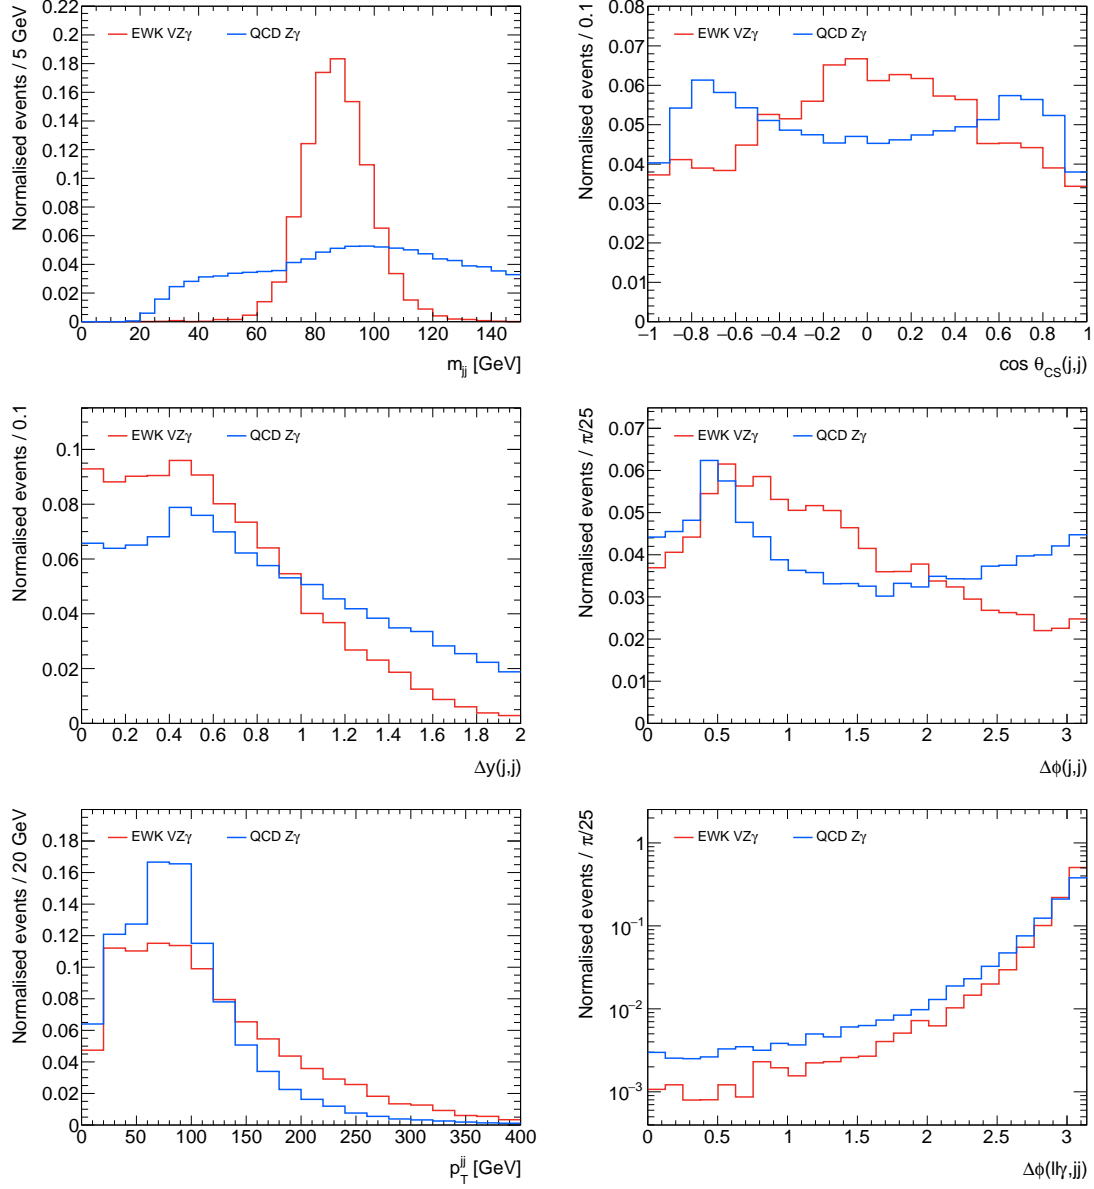 Normalised events / 5 GeV
EWK VZγ QCD Zγ
0.22
0.2
0.18
0.16
0.14
0.12
0.1
0.08
0.06
0.04
0.02
0
0 20 40 60 80 100 120 140
m_jj [GeV]
Normalised events / 0.1
EWK VZγ QCD Zγ
0.08
0.07
0.06
0.05
0.04
0.03
0.02
0.01
0
−1 −0.8 −0.6 −0.4 −0.2 0 0.2 0.4 0.6 0.8 1
cos θ_CS(j,j)
Normalised events / 0.1
EWK VZγ QCD Zγ
0.1
0.08
0.06
0.04
0.02
0
0 0.2 0.4 0.6 0.8 1 1.2 1.4 1.6 1.8 2
Δy(j,j)
Normalised events / π/25
EWK VZγ QCD Zγ
0.07
0.06
0.05
0.04
0.03
0.02
0.01
0
0 0.5 1 1.5 2 2.5 3
Δϕ(j,j)
Normalised events / 20 GeV
EWK VZγ QCD Zγ
0.18
0.16
0.14
0.12
0.1
0.08
0.06
0.04
0.02
0
0 50 100 150 200 250 300 350 400
p_T^jj [GeV]
Normalised events / π/25
EWK VZγ QCD Zγ
1
10^−1
10^−2
10^−3
0 0.5 1 1.5 2 2.5 3
Δϕ(llγ,jj)